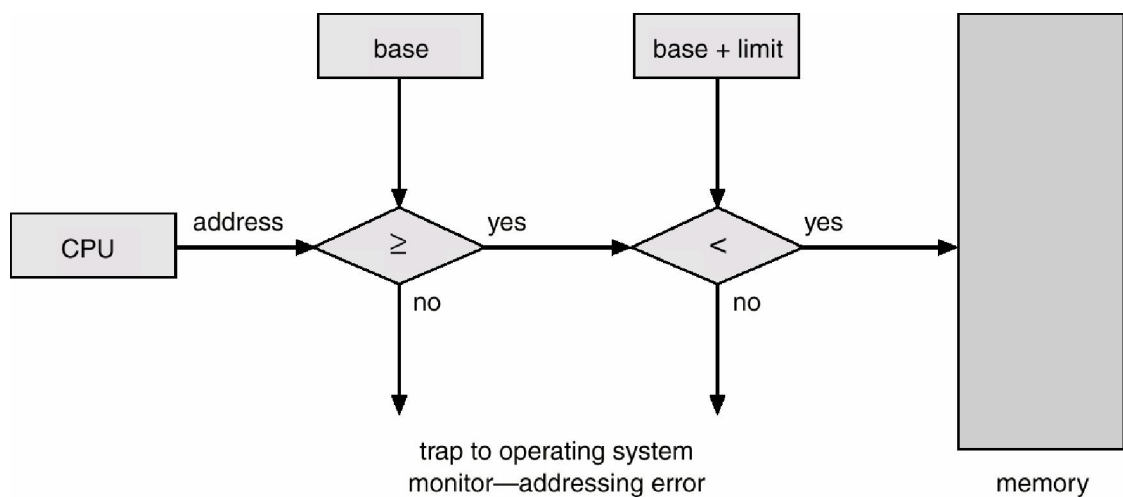 base
base + limit
address
yes
yes
CPU
≥
<
no
no
trap to operating system
monitor—addressing error
memory